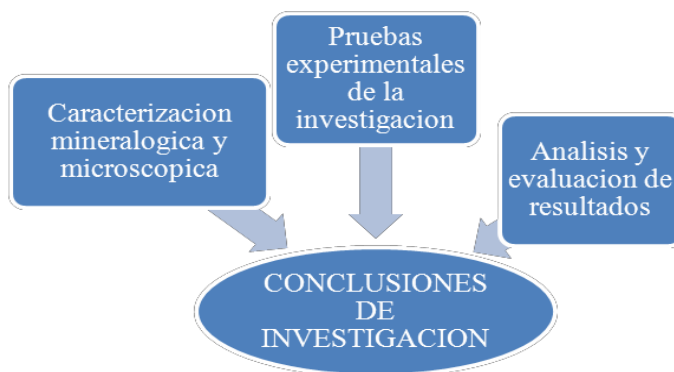 Caracterizacion
mineralogica y
microscopica
Pruebas
experimentales
de la
investigacion
Analisis y
evaluacion de
resultados
CONCLUSIONES
DE
INVESTIGACION